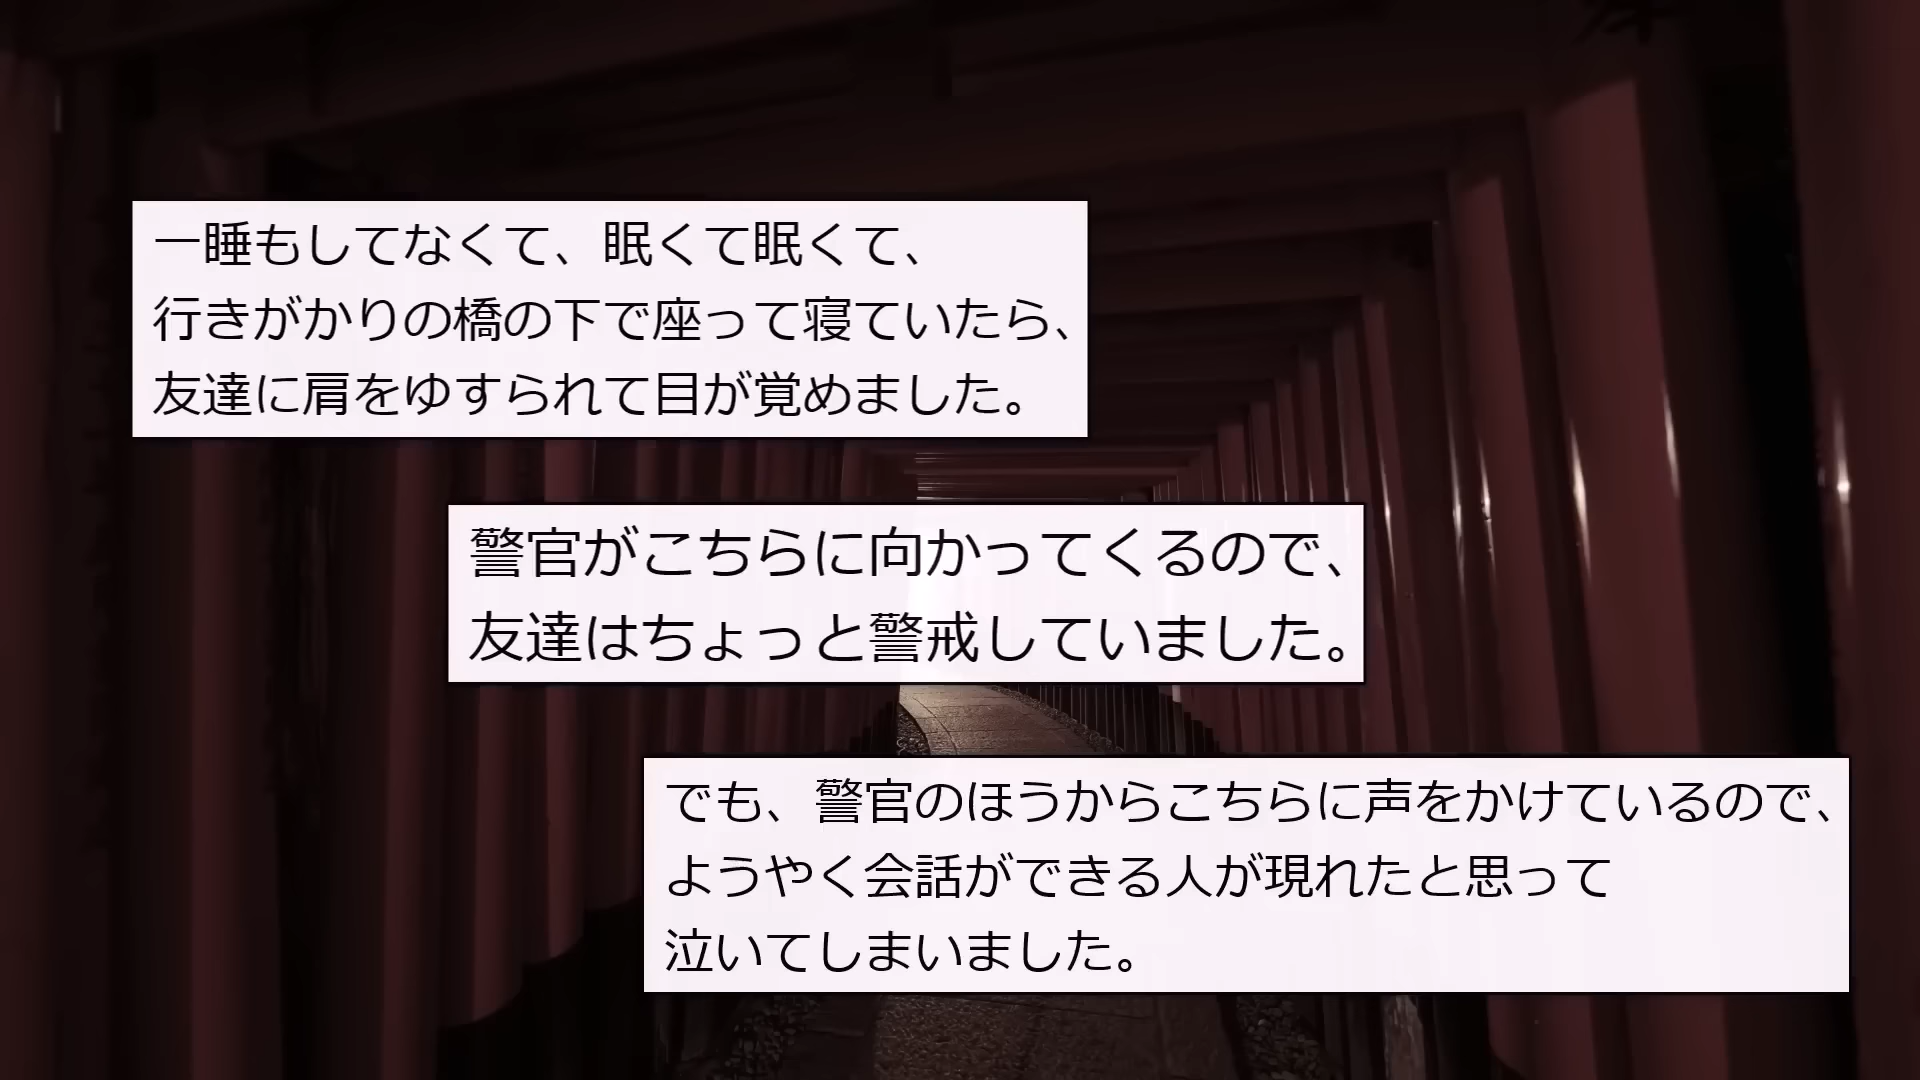 一睡もしてなくて、眠くて眠くて、
行きがかりの橋の下で座って寝ていたら、
友達に肩をゆすられて目が覚めました。
警官がこちらに向かってくるので、
友達はちょっと警戒していました。
でも、警官のほうからこちらに声をかけているので、
ようやく会話ができる人が現れたと思って
泣いてしまいました。